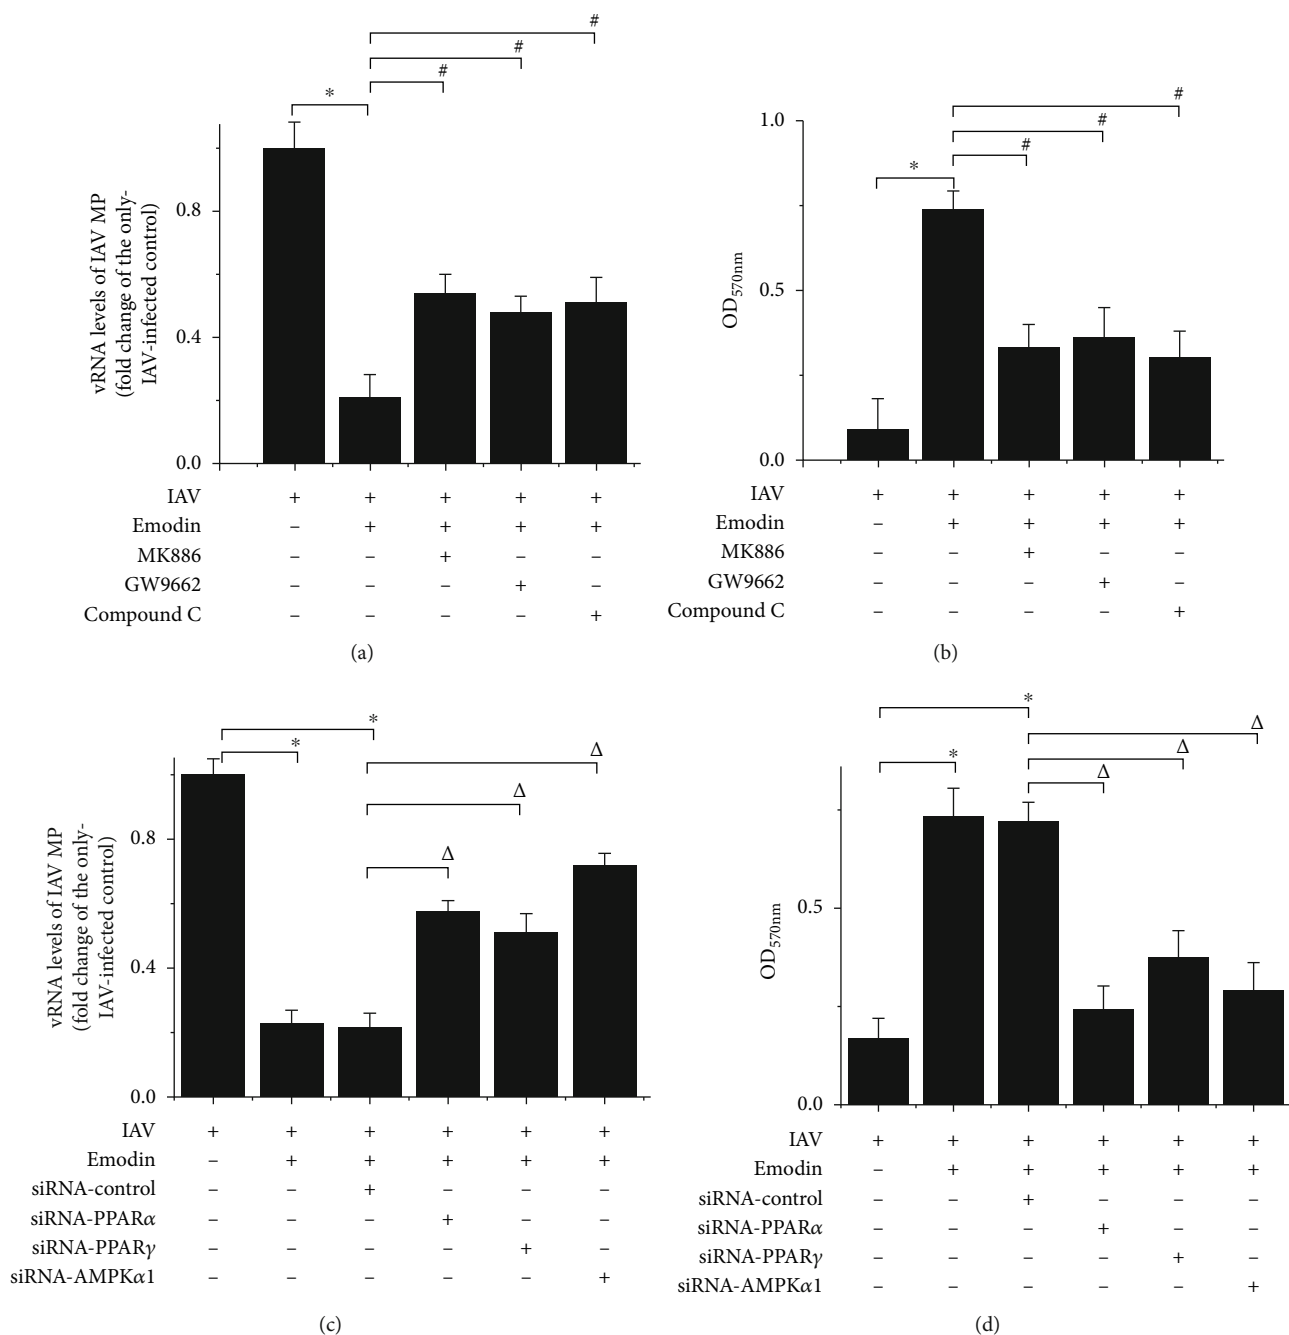 # 
# 
# 
* 
vRNA levels of IAV MP
(fold change of the only-
IAV-infected control)
0.8
0.4
0.0
IAV + + + + +
Emodin – + + + +
MK886 – – + – –
GW9662 – – – + –
Compound C – – – – +
(a)
#
#
#
*
OD570nm
1.0
0.5
0.0
IAV + + + + +
Emodin – + + + +
MK886 – – + – –
GW9662 – – – + –
Compound C – – – – +
(b)
*
*
Δ
Δ
Δ
vRNA levels of IAV MP
(fold change of the only-
IAV-infected control)
0.8
0.4
0.0
IAV + + + + + +
Emodin – + + + + +
siRNA-control – – + – – –
siRNA-PPARα – – – + – –
siRNA-PPARγ – – – – + –
siRNA-AMPKα1 – – – – – +
(c)
*
Δ
Δ
*
Δ
OD570nm
0.5
0.0
IAV + + + + + +
Emodin – + + + + +
siRNA-control – – + – – –
siRNA-PPARα – – – + – –
siRNA-PPARγ – – – – + –
siRNA-AMPKα1 – – – – – +
(d)